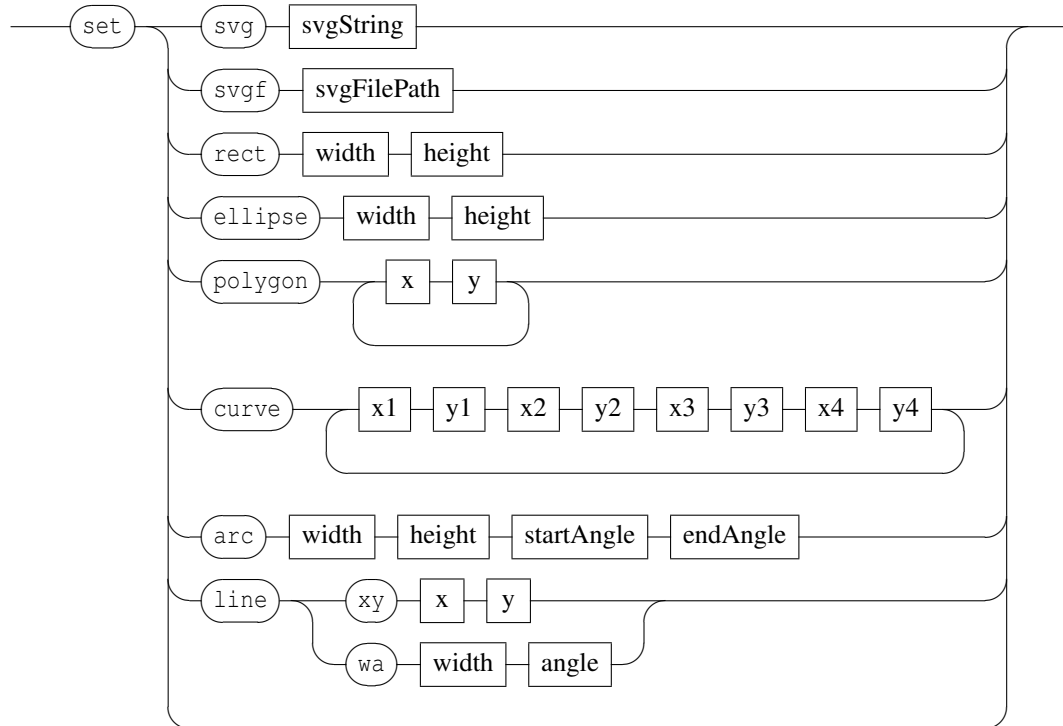 set svg svgString
svgf svgFilePath
rect width height
ellipse width height
polygon x y
curve x1 y1 x2 y2 x3 y3 x4 y4
arc width height startAngle endAngle
line xy x y
wa width angle